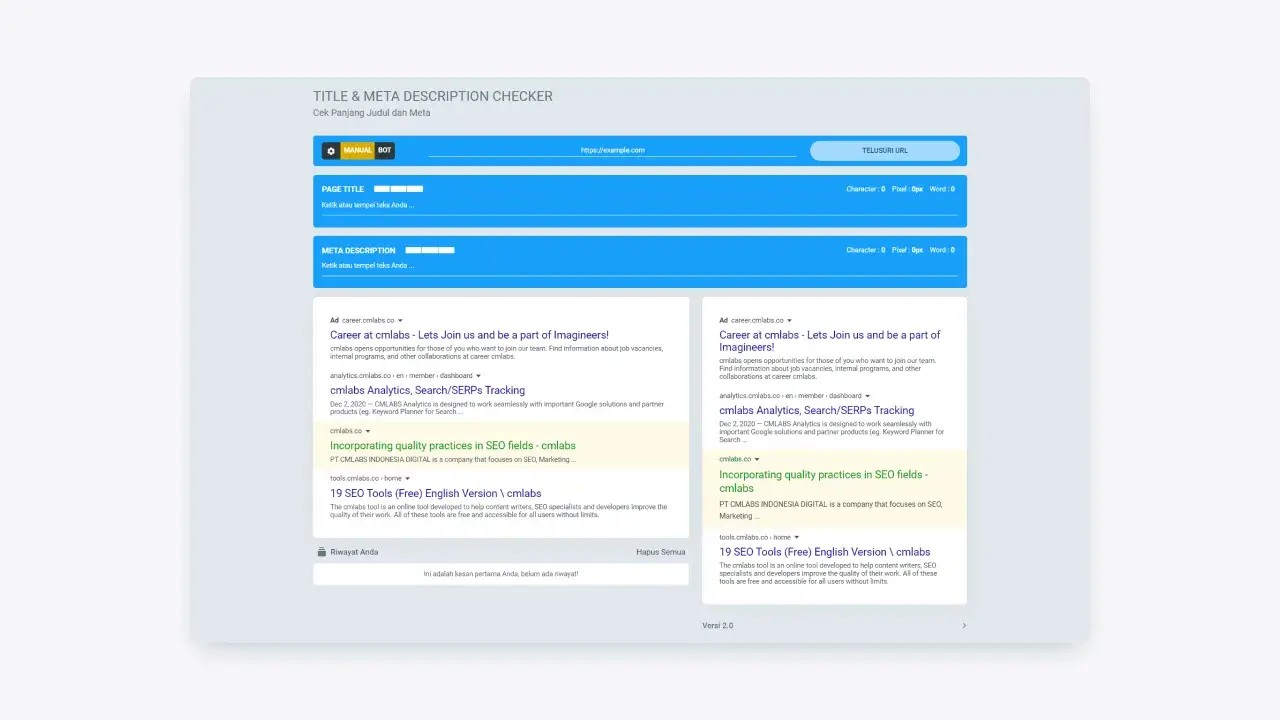 TITLE & META DESCRIPTION CHECKER
Cek Panjang Judul dan Meta
MANUAL BOT https://example.com TELUSURI URL
PAGE TITLE Character : 0 Pixel : 0px Word : 0
Ketik atau tempel teks Anda ...
META DESCRIPTION Character : 0 Pixel : 0px Word : 0
Ketik atau tempel teks Anda ...
Ad career.cmlabs.co
Career at cmlabs - Lets Join us and be a part of Imagineers!
cmlabs opens opportunities for those of you who want to join our team. Find information about job vacancies,
internal programs, and other collaborations at career cmlabs.
analytics.cmlabs.co › en › member › dashboard
cmlabs Analytics, Search/SERPs Tracking
Dec 2, 2020 — CMLABS Analytics is designed to work seamlessly with important Google solutions and partner
products (eg. Keyword Planner for Search ...
cmlabs.co
Incorporating quality practices in SEO fields - cmlabs
PT CMLABS INDONESIA DIGITAL is a company that focuses on SEO, Marketing ...
tools.cmlabs.co › home
19 SEO Tools (Free) English Version \ cmlabs
The cmlabs tool is an online tool developed to help content writers, SEO specialists and developers improve the
quality of their work. All of these tools are free and accessible for all users without limits.
Riwayat Anda Hapus Semua
Ini adalah kesan pertama Anda, belum ada riwayat!
Ad career.cmlabs.co
Career at cmlabs - Lets Join us and be a part of
Imagineers!
cmlabs opens opportunities for those of you who want to join our team.
Find information about job vacancies, internal programs, and other
collaborations at career cmlabs.
analytics.cmlabs.co › en › member › dashboard
cmlabs Analytics, Search/SERPs Tracking
Dec 2, 2020 — CMLABS Analytics is designed to work seamlessly with
important Google solutions and partner products (eg. Keyword Planner for
Search ...
cmlabs.co
Incorporating quality practices in SEO fields -
cmlabs
PT CMLABS INDONESIA DIGITAL is a company that focuses on SEO,
Marketing ...
tools.cmlabs.co › home
19 SEO Tools (Free) English Version \ cmlabs
The cmlabs tool is an online tool developed to help content writers, SEO
specialists and developers improve the quality of their work. All of these
tools are free and accessible for all users without limits.
Versi 2.0